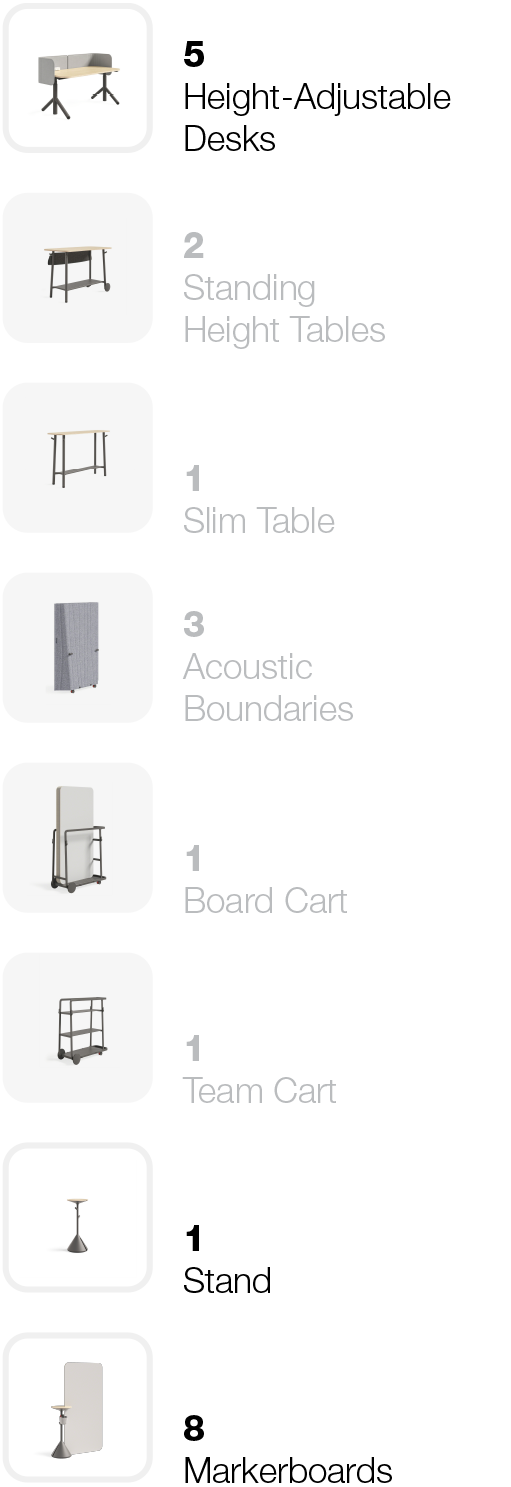 5
Height-Adjustable
Desks
2
Standing
Height Tables
1
Slim Table
3
Acoustic
Boundaries
1
Board Cart
1
Team Cart
1
Stand
8
Markerboards